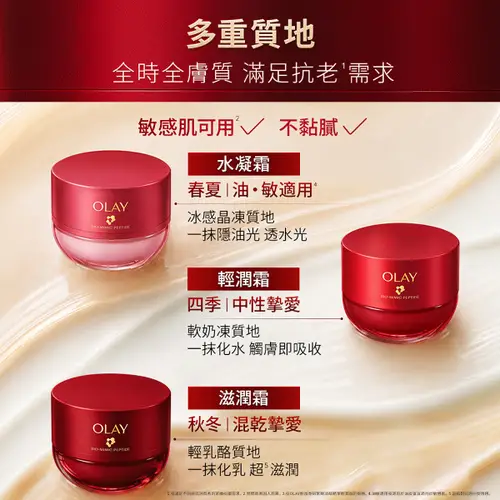 多重質地
全時全膚質 滿足抗老¹需求
敏感肌可用²✓ 不黏膩✓
水凝霜
春夏|油·敏適用⁴
冰感晶凍質地
一抹隱油光 透水光
OLAY
輕潤霜
四季|中性摯愛
軟奶凍質地
一抹化水 觸膚即吸收
OLAY
滋潤霜
秋冬|混乾摯愛
輕乳酪質地
一抹化乳 超⁵滋潤
OLAY